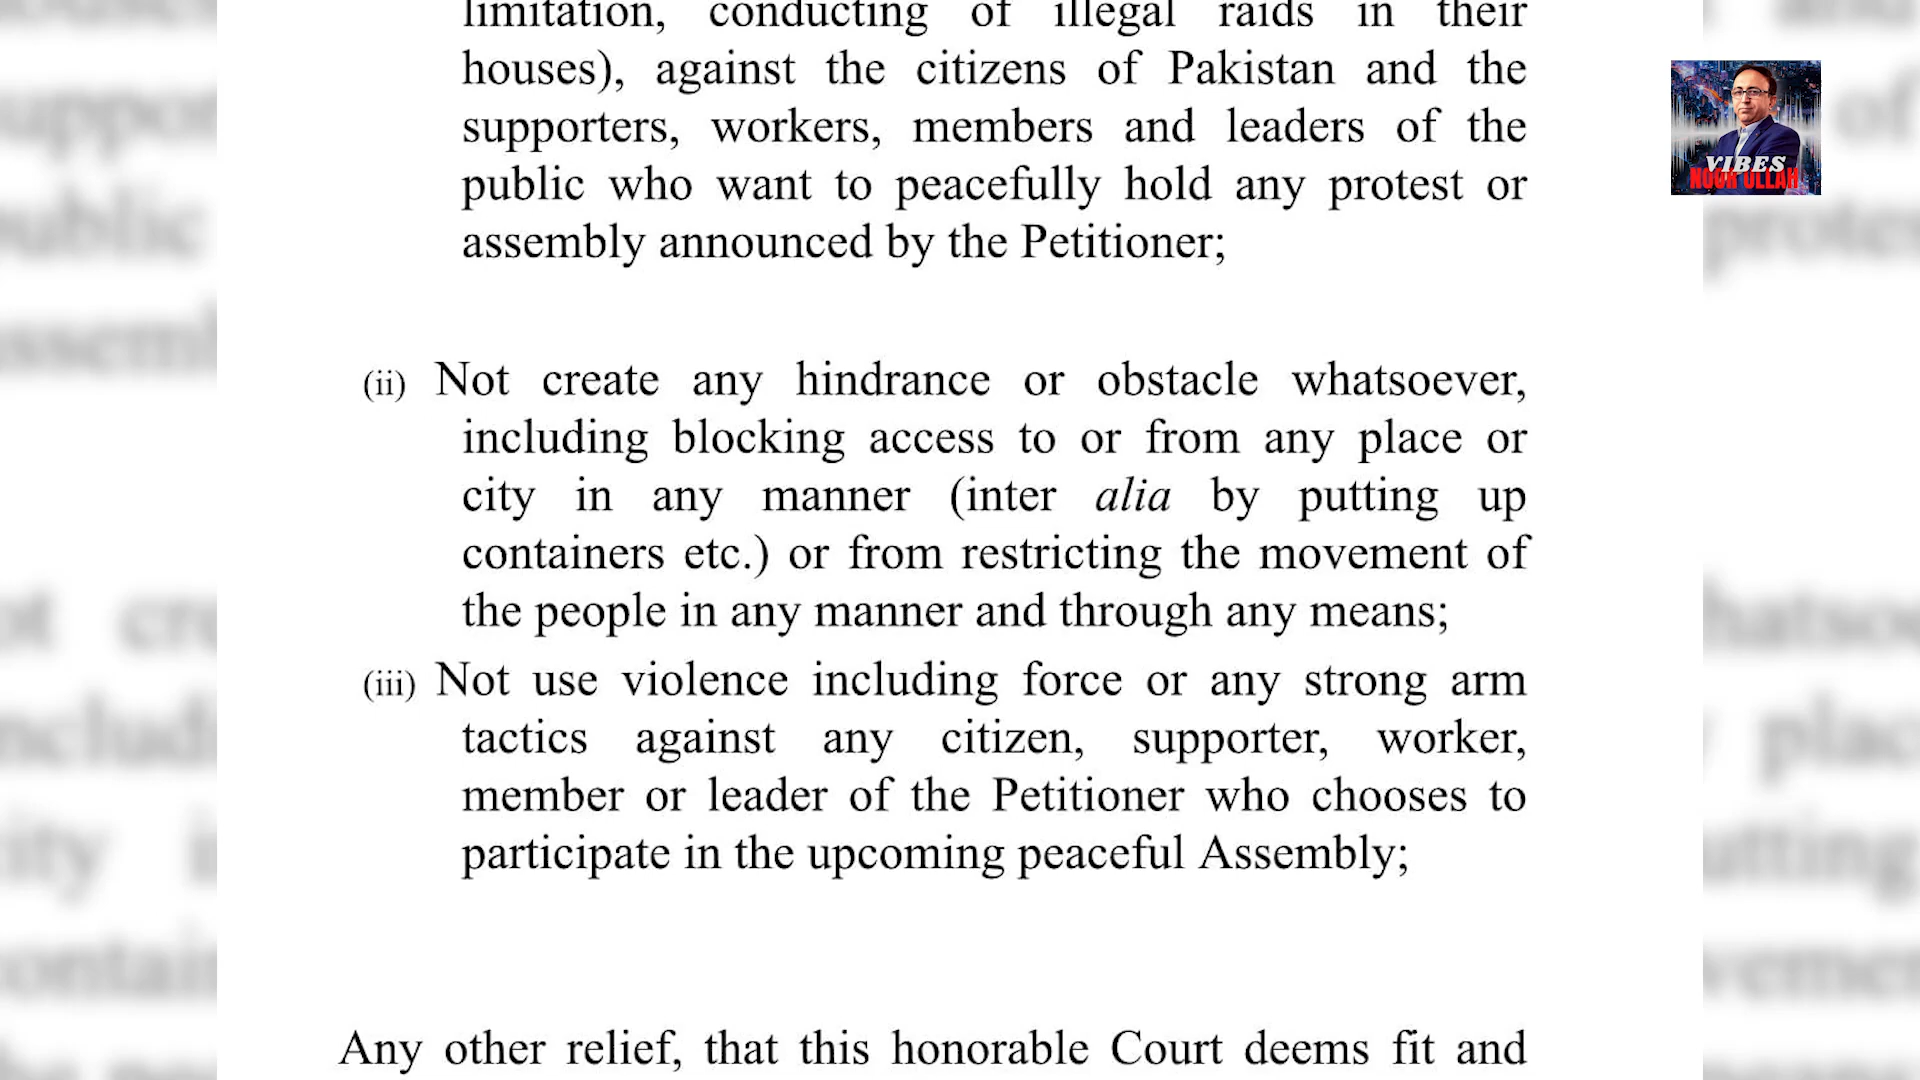 limitation, conducting of illegal raids in their
houses), against the citizens of Pakistan and the
supporters, workers, members and leaders of the
public who want to peacefully hold any protest or
assembly announced by the Petitioner;
(ii) Not create any hindrance or obstacle whatsoever,
including blocking access to or from any place or
city in any manner (inter alia by putting up
containers etc.) or from restricting the movement of
the people in any manner and through any means;
(iii) Not use violence including force or any strong arm
tactics against any citizen, supporter, worker,
member or leader of the Petitioner who chooses to
participate in the upcoming peaceful Assembly;
Any other relief, that this honorable Court deems fit and
VIBES
NOOR ULLAH